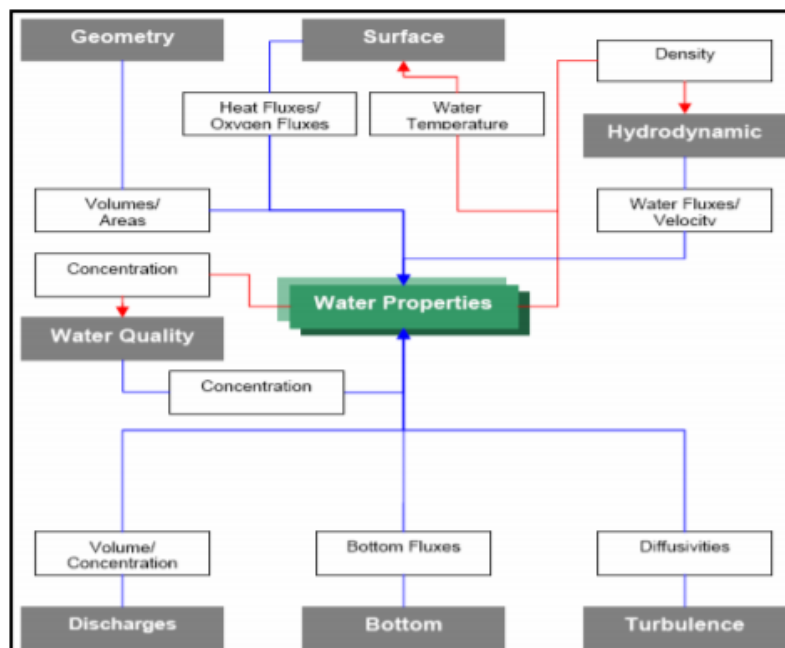 Geometry
Surface
Density
Heat Fluxes/
Oxygen Fluxes
Water
Temperature
Hydrodynamic
Volumes/
Areas
Water Fluxes/
Velocity
Concentration
Water Properties
Water Quality
Concentration
Volume/
Concentration
Bottom Fluxes
Diffusivities
Discharges
Bottom
Turbulence